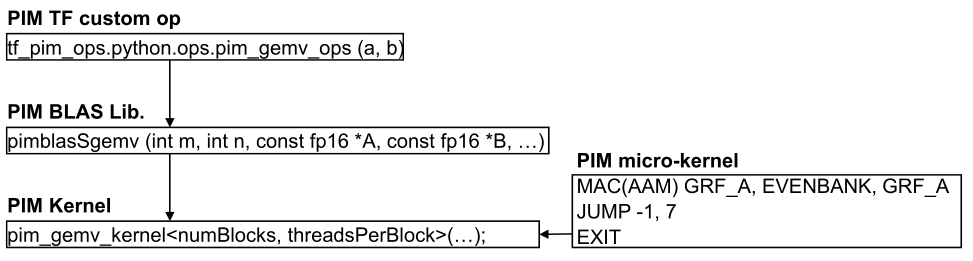 PIM TF custom op
tf_pim_ops.python.ops.pim_gemv_ops (a, b)
PIM BLAS Lib.
pimblasSgemv (int m, int n, const fp16 *A, const fp16 *B, …)
PIM Kernel
pim_gemv_kernel<numBlocks, threadsPerBlock>(…);
PIM micro-kernel
MAC(AAM) GRF_A, EVENBANK, GRF_A
JUMP -1, 7
EXIT